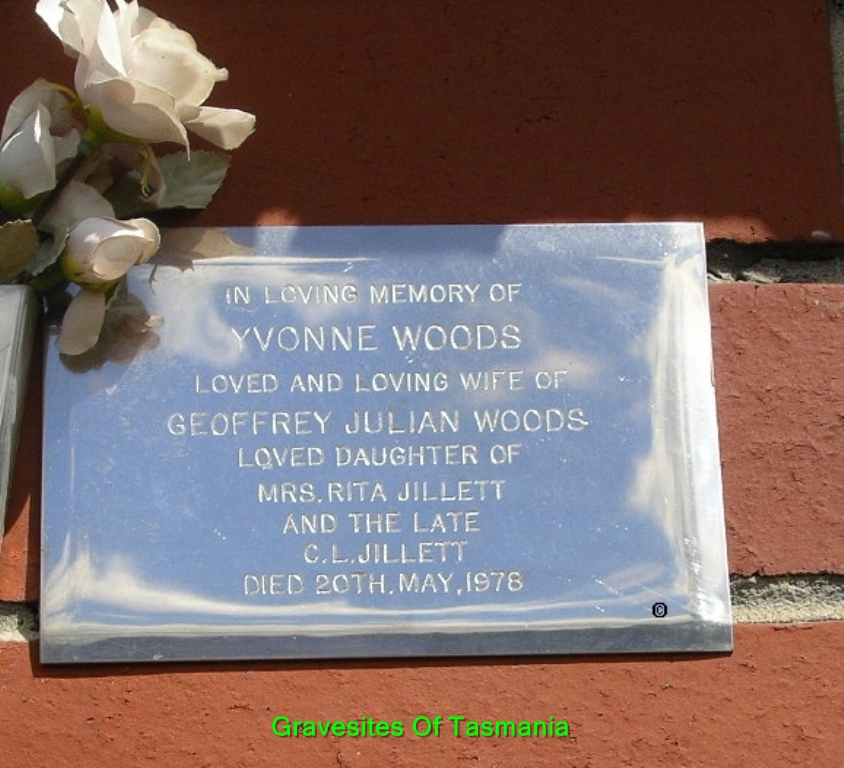 IN LOVING MEMORY OF
YVONNE WOODS
LOVED AND LOVING WIFE OF
GEOFFREY JULIAN WOODS
LOVED DAUGHTER OF
MRS. RITA JILLETT
AND THE LATE
C.L. JILLETT
DIED 20TH. MAY, 1978
©
Gravesites Of Tasmania